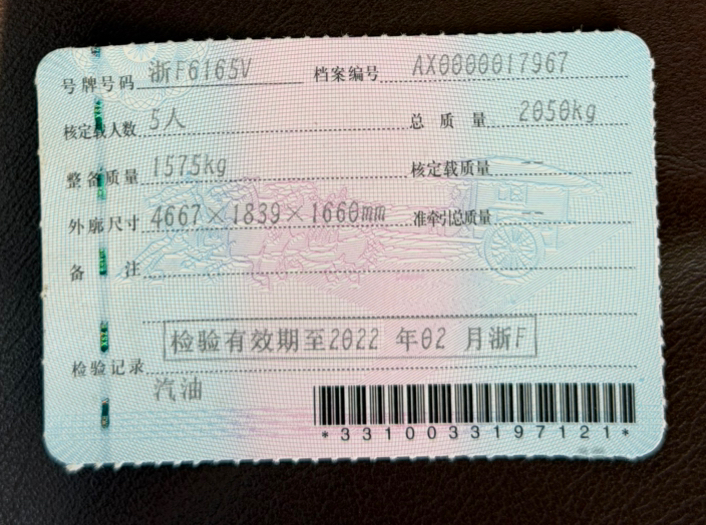 号牌号码 浙F6165V 档案编号 AX0000017967
核定载人数 5人 总质量 2050kg
整备质量 1575kg 核定载质量 --
外廓尺寸 4667×1839×1660mm 准牵引总质量 --
备注
检验有效期至2022 年02 月浙F
检验记录
汽油
*3310033197121*